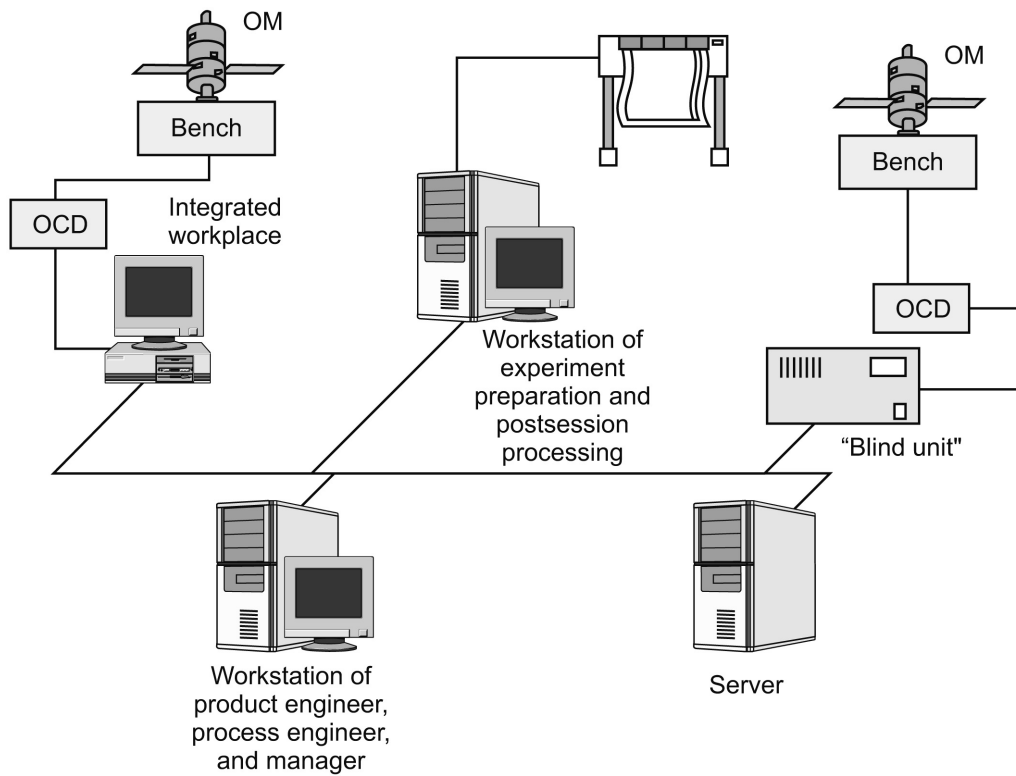 OM
Bench
OCD
Integrated
workplace
OM
Bench
OCD
Workstation of
experiment
preparation and
postsession
processing
“Blind unit"
Workstation of
product engineer,
process engineer,
and manager
Server